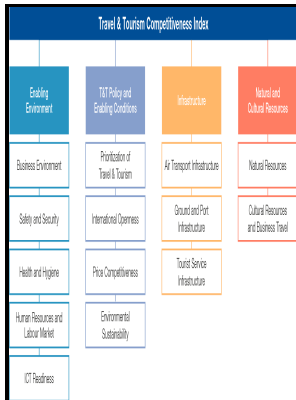 Travel & Tourism Competitiveness Index
Enabling
Environment
Business Environment
Safety and Security
Health and Hygiene
Human Resources and
Labour Market
ICT Readiness
T&T Policy and
Enabling Conditions
Prioritization of
Travel & Tourism
International Openness
Price Competitiveness
Environmental
Sustainability
Infrastructure
Air Transport Infrastructure
Ground and Port
Infrastructure
Tourist Service
Infrastructure
Natural and
Cultural Resources
Natural Resources
Cultural Resources
and Business Travel